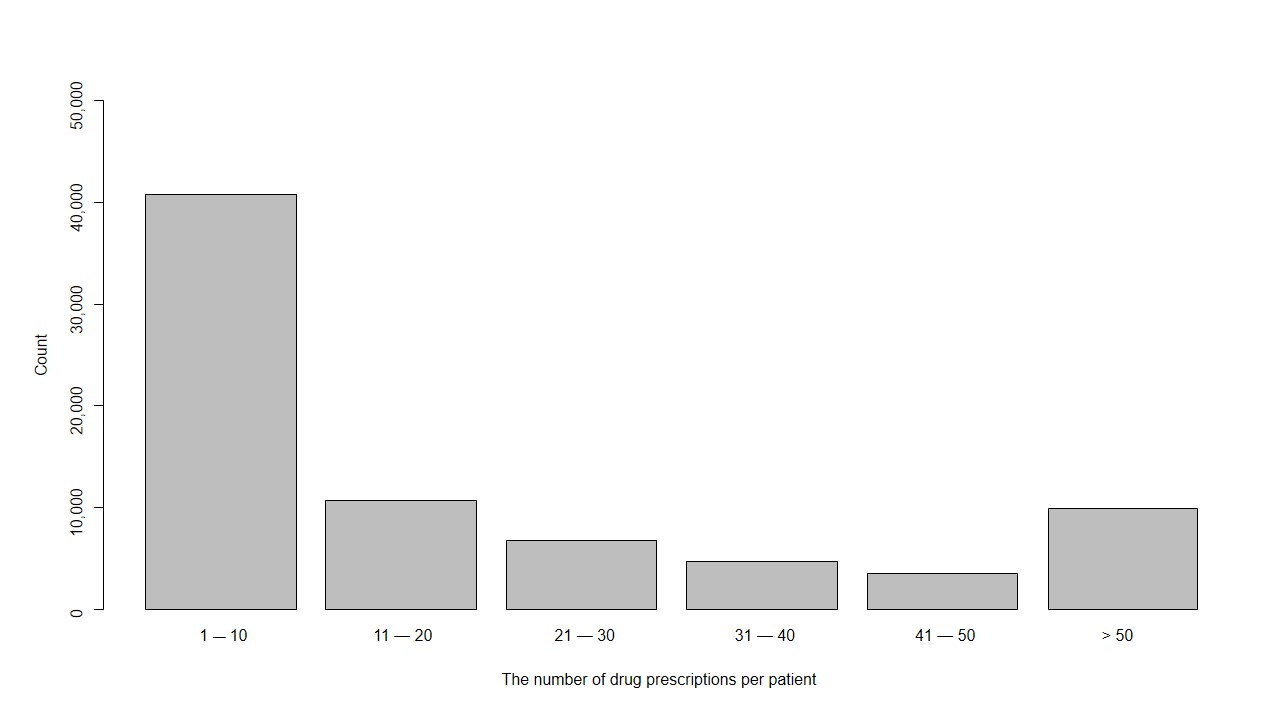 50,000
40,000
30,000
20,000
10,000
0
Count
1 — 10
11 — 20
21 — 30
31 — 40
41 — 50
> 50
The number of drug prescriptions per patient